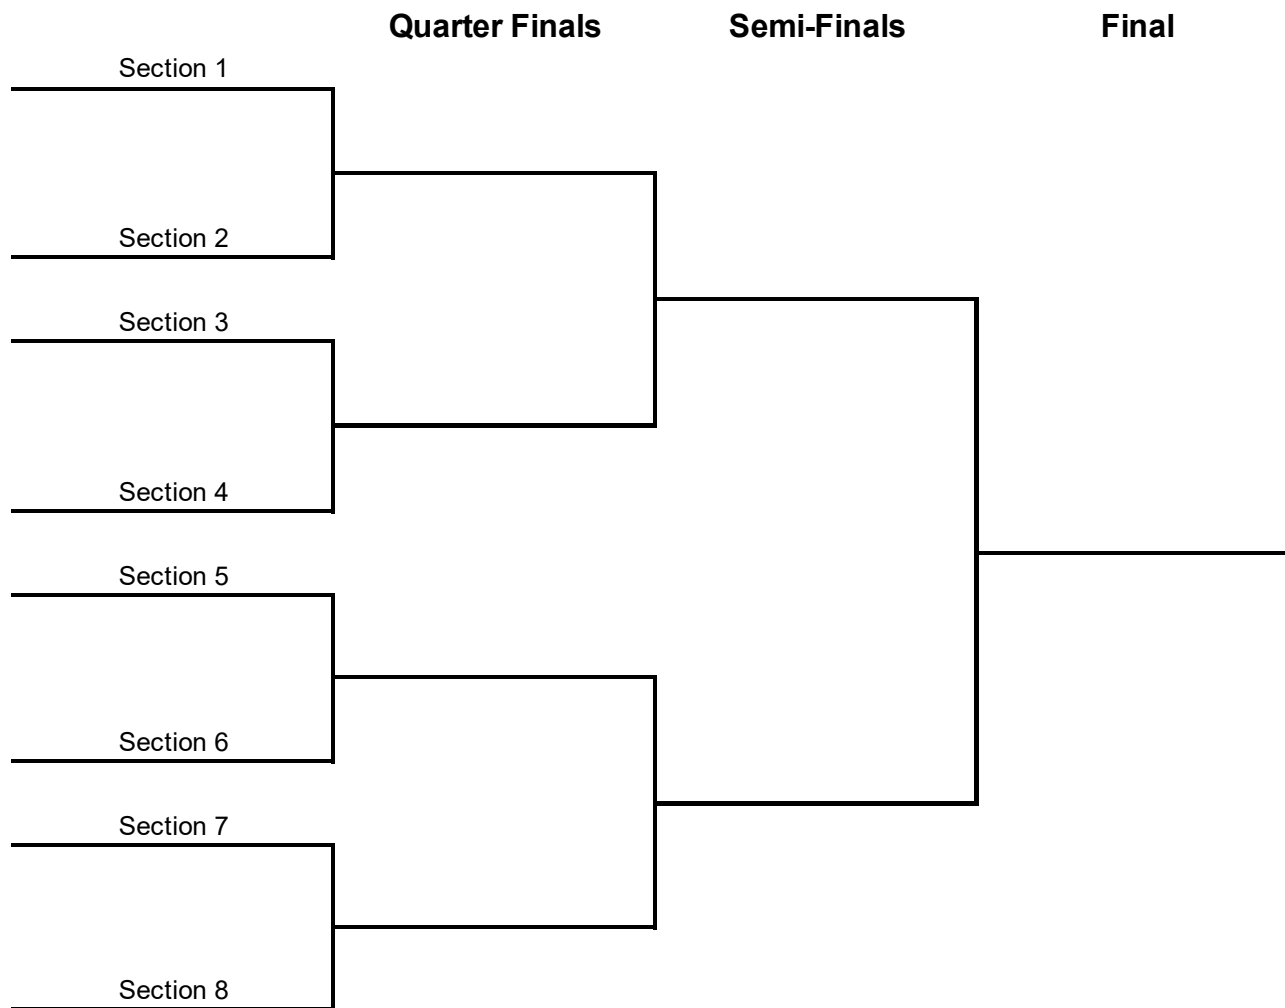 Quarter Finals Semi-Finals Final
Section 1
Section 2
Section 3
Section 4
Section 5
Section 6
Section 7
Section 8